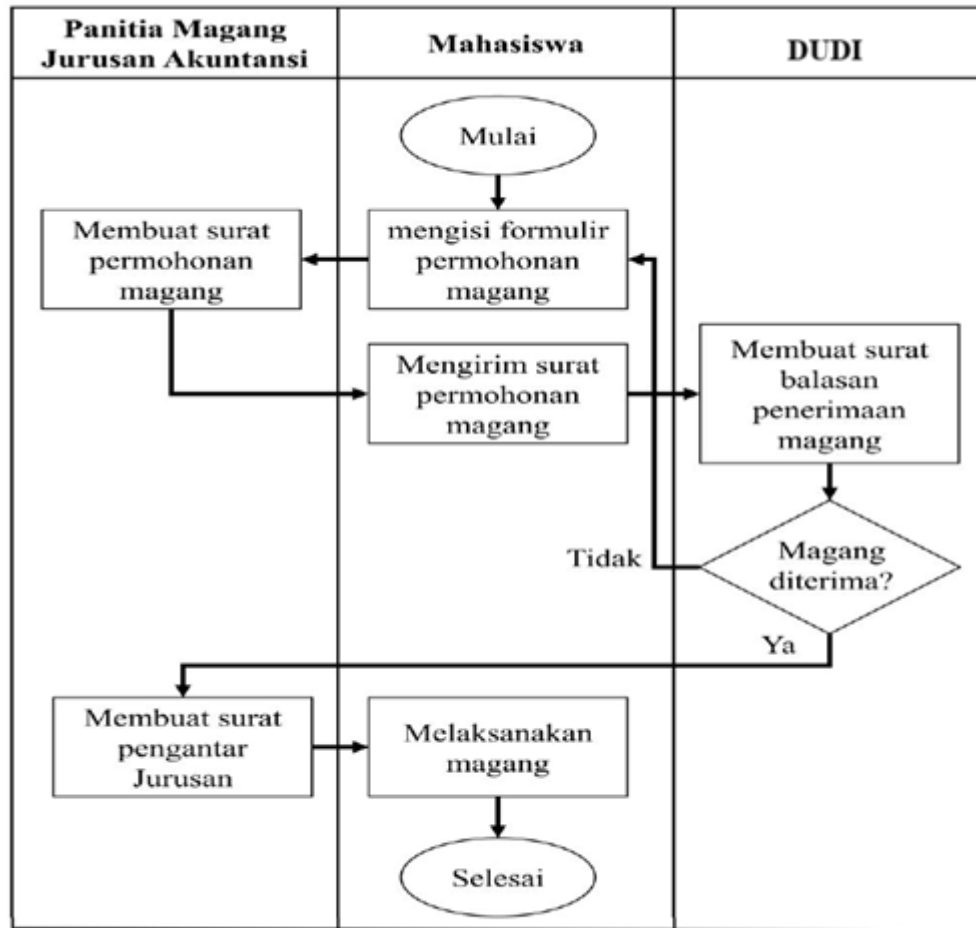 Panitia Magang
Jurusan Akuntansi
Mahasiswa
DUDI
Mulai
mengisi formulir
permohonan
magang
Membuat surat
permohonan
magang
Mengirim surat
permohonan
magang
Membuat surat
balasan
penerimaan
magang
Magang
diterima?
Tidak
Ya
Membuat surat
pengantar
Jurusan
Melaksanakan
magang
Selesai